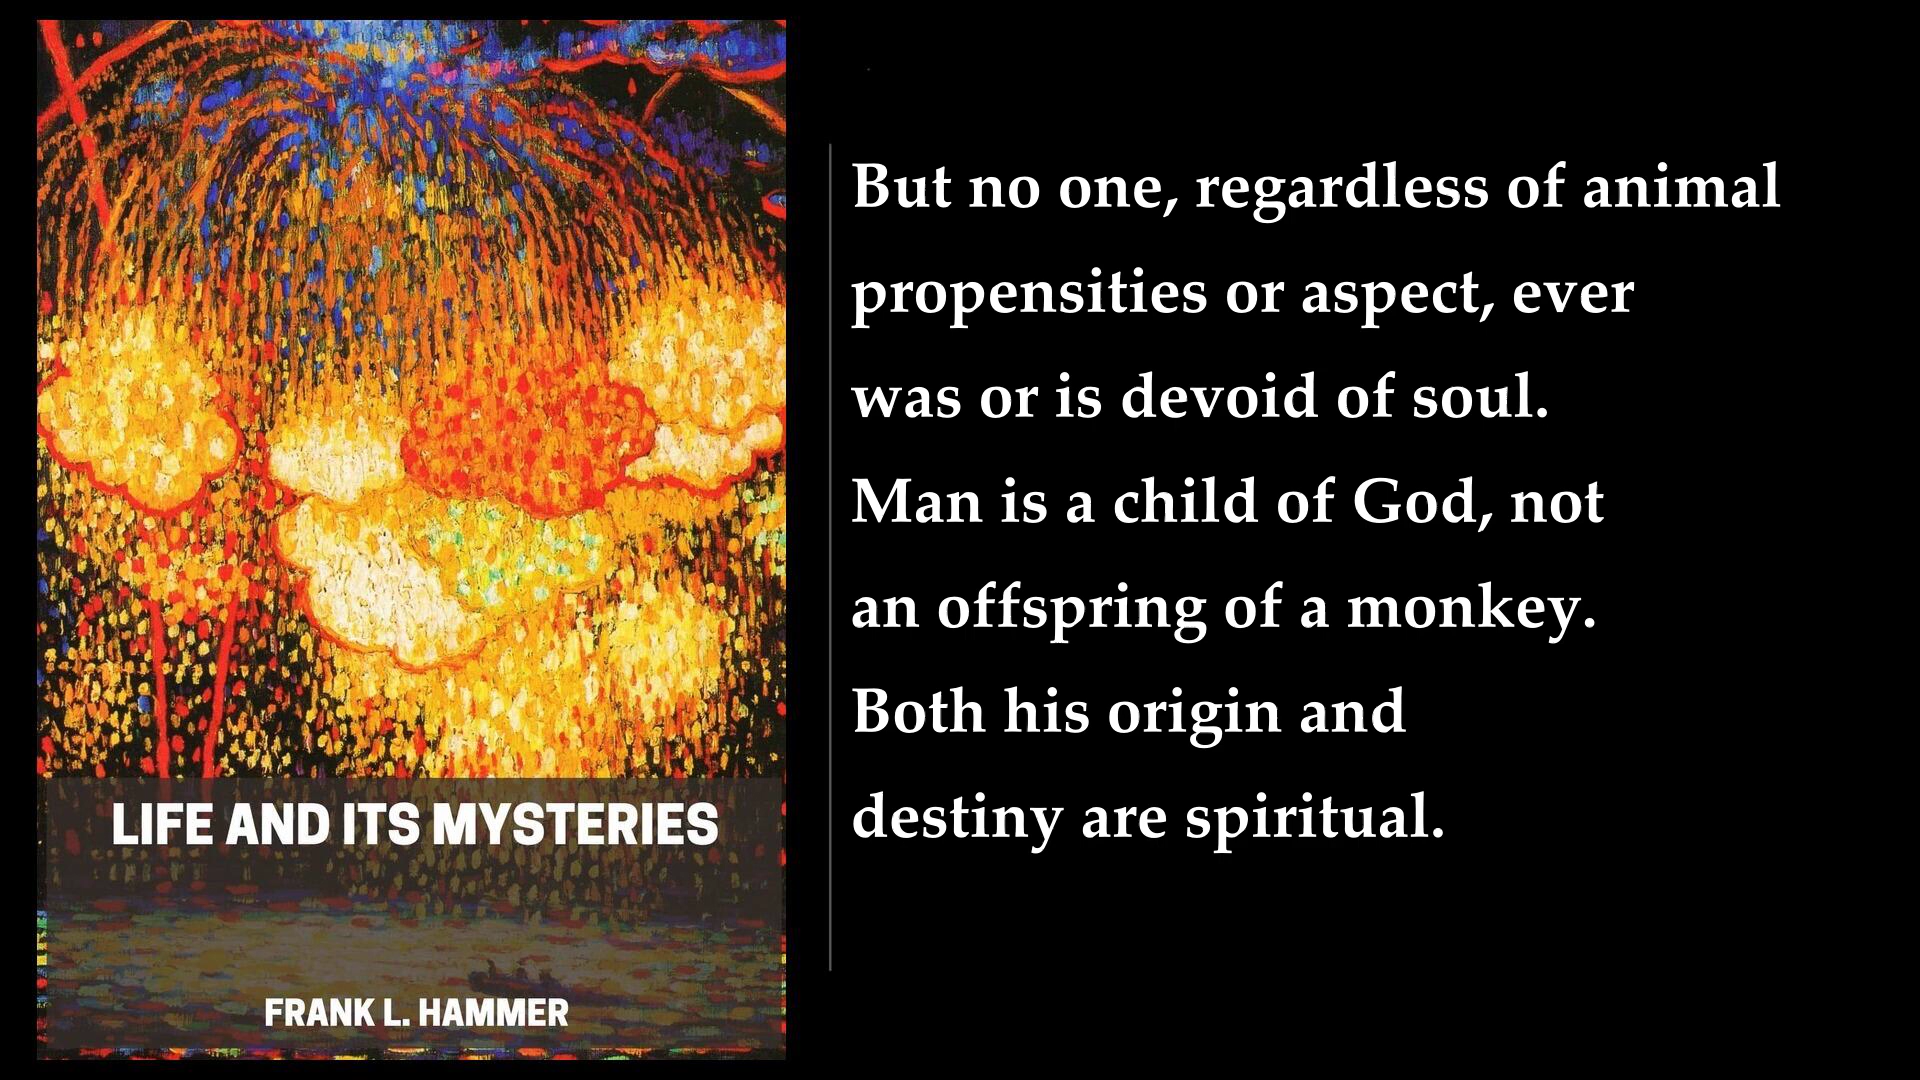 LIFE AND ITS MYSTERIES
FRANK L. HAMMER
But no one, regardless of animal
propensities or aspect, ever
was or is devoid of soul.
Man is a child of God, not
an offspring of a monkey.
Both his origin and
destiny are spiritual.